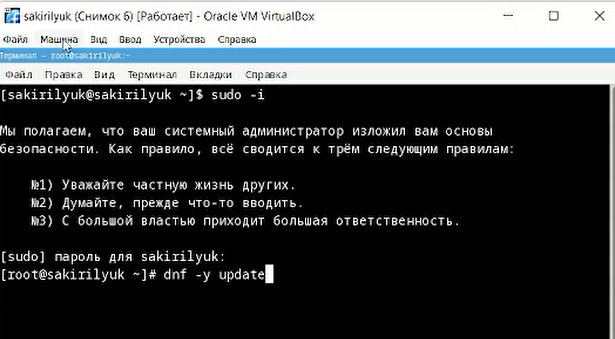 sakirilyuk (Снимок 6) [Работает] - Oracle VM VirtualBox
Файл Машина Вид Ввод Устройства Справка
Терминал - root@sakirilyuk:~
Файл Правка Вид Терминал Вкладки Справка
[sakirilyuk@sakirilyuk ~]$ sudo -i
Мы полагаем, что ваш системный администратор изложил вам основы
безопасности. Как правило, всё сводится к трём следующим правилам:
№1) Уважайте частную жизнь других.
№2) Думайте, прежде что-то вводить.
№3) С большой властью приходит большая ответственность.
[sudo] пароль для sakirilyuk:
[root@sakirilyuk ~]# dnf -y update